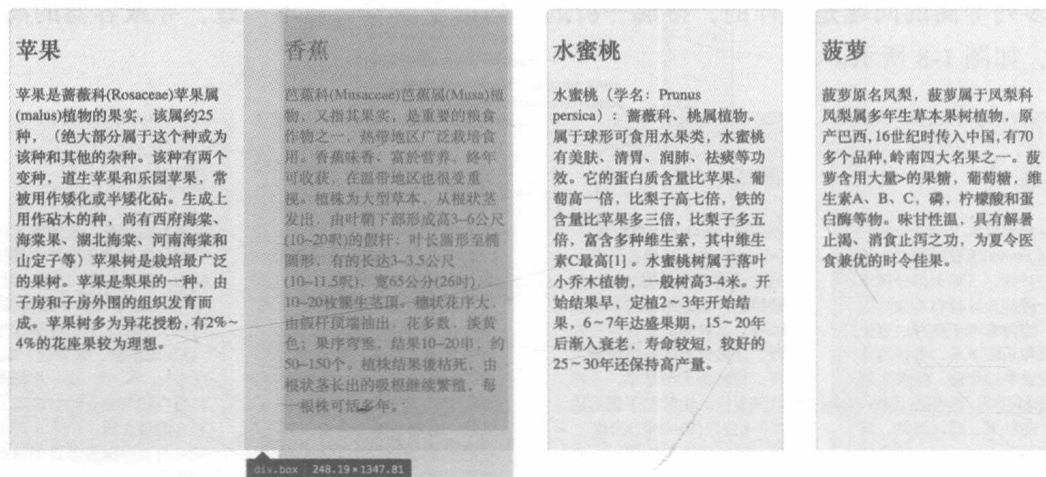 苹果
苹果是蔷薇科(Rosaceae)苹果属
(malus)植物的果实，该属约25
种，（绝大部分属于这个种或为
该种和其他的杂种。该种有两个
变种，道生苹果和乐园苹果，常
被用作矮化或半矮化砧。生成上
用作砧木的种，尚有西府海棠、
海棠果、湖北海棠、河南海棠和
山定子等）苹果树是栽培最广泛
的果树。苹果是梨果的一种，由
子房和子房外围的组织发育而
成。苹果树多为异花授粉,有2%~
4%的花座果较为理想。
香蕉
芭蕉科(Musaceae)芭蕉属(Musa)植
物，又指其果实，是重要的粮食
作物之一，热带地区广泛栽培食
用。香蕉味香、富於营养，终年
可收获，在温带地区也很受重
视。植株为大型草本，从根状茎
发出，由叶鞘下部形成高3–6公尺
(10–20呎)的假杆；叶长圆形至椭
圆形，有的长达3–3.5公尺
(10–11.5呎)，宽65公分(26吋)，
10–20枚簇生茎顶。穗状花序大，
由假杆顶端抽出，花多数，淡黄
色；果序弯垂，结果10–20串，约
50–150个。植株结果後枯死，由
根状茎长出的吸根继续繁殖，每
一根株可活多年。
水蜜桃
水蜜桃（学名：Prunus
persica）：蔷薇科、桃属植物。
属于球形可食用水果类，水蜜桃
有美肤、清胃、润肺、祛痰等功
效。它的蛋白质含量比苹果、葡
萄高一倍，比梨子高七倍，铁的
含量比苹果多三倍，比梨子多五
倍，富含多种维生素，其中维生
素C最高[1] 。水蜜桃树属于落叶
小乔木植物，一般树高3-4米。开
始结果早，定植2～3年开始结
果，6～7年达盛果期，15～20年
后渐入衰老，寿命较短，较好的
25～30年还保持高产量。
菠萝
菠萝原名凤梨，菠萝属于凤梨科
凤梨属多年生草本果树植物，原
产巴西,16世纪时传入中国,有70
多个品种,岭南四大名果之一。菠
萝含用大量>的果糖，葡萄糖，维
生素A、B、C，磷，柠檬酸和蛋
白酶等物。味甘性温，具有解暑
止渴、消食止泻之功，为夏令医
食兼优的时令佳果。
div.box 248.19×1347.81